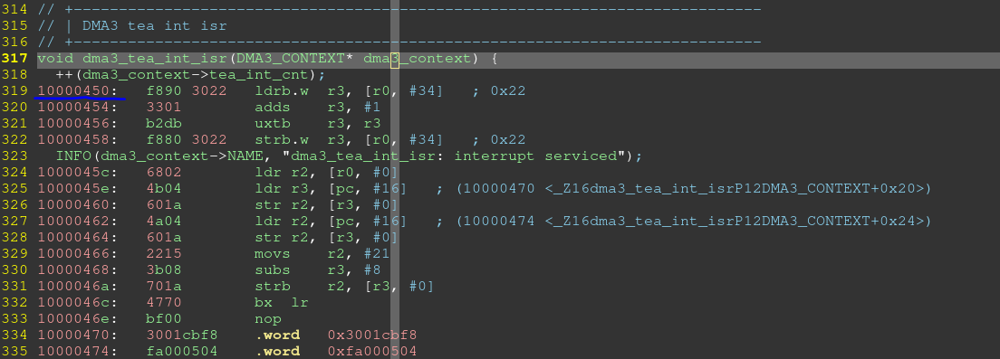 314 // +---------------------------------------------------------------------------
315 // | DMA3 tea int isr
316 // +---------------------------------------------------------------------------
317 void dma3_tea_int_isr(DMA3_CONTEXT* dma3_context) {
318   ++(dma3_context->tea_int_cnt);
319 10000450:   f890 3022   ldrb.w  r3, [r0, #34]   ; 0x22
320 10000454:   3301        adds    r3, #1
321 10000456:   b2db        uxtb    r3, r3
322 10000458:   f880 3022   strb.w  r3, [r0, #34]   ; 0x22
323   INFO(dma3_context->NAME, "dma3_tea_int_isr: interrupt serviced");
324 1000045c:   6802        ldr r2, [r0, #0]
325 1000045e:   4b04        ldr r3, [pc, #16]   ; (10000470 <_Z16dma3_tea_int_isrP12DMA3_CONTEXT+0x20>)
326 10000460:   601a        str r2, [r3, #0]
327 10000462:   4a04        ldr r2, [pc, #16]   ; (10000474 <_Z16dma3_tea_int_isrP12DMA3_CONTEXT+0x24>)
328 10000464:   601a        str r2, [r3, #0]
329 10000466:   2215        movs    r2, #21
330 10000468:   3b08        subs    r3, #8
331 1000046a:   701a        strb    r2, [r3, #0]
332 1000046c:   4770        bx  lr
333 1000046e:   bf00        nop
334 10000470:   3001cbf8    .word   0x3001cbf8
335 10000474:   fa000504    .word   0xfa000504